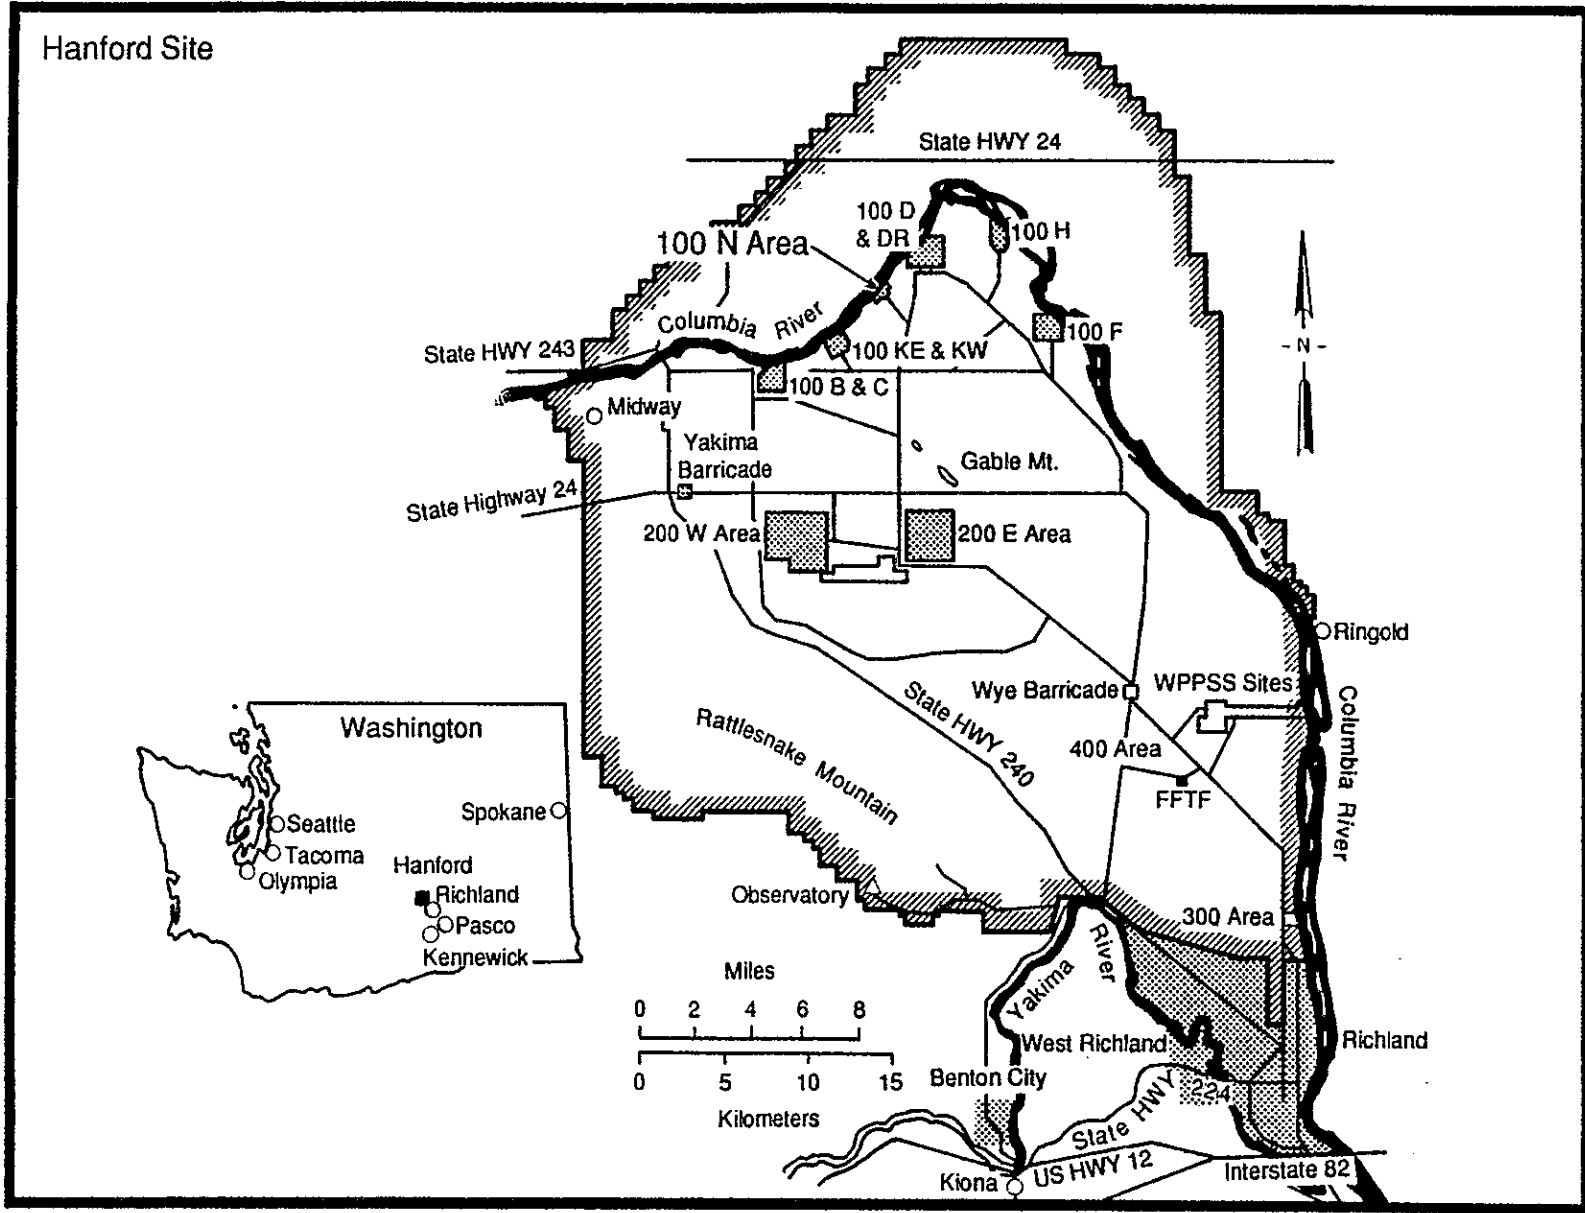 Hanford Site
State HWY 24
100 D
& DR
100 H
100 N Area
Columbia River
100 F
State HWY 243
100 KE & KW
100 B & C
- N -
Midway
Yakima
Barricade
Gable Mt.
State Highway 24
200 W Area
200 E Area
Ringold
Wye Barricade
WPPSS Sites
State HWY 240
Rattlesnake Mountain
400 Area
FFTF
Columbia River
Washington
Spokane
Seattle
Tacoma
Olympia
Hanford
Richland
Pasco
Kennewick
Observatory
300 Area
Yakima River
Miles
0 2 4 6 8
0 5 10 15
Kilometers
West Richland
Richland
Benton City
State HWY 224
Kiona
US HWY 12
Interstate 82